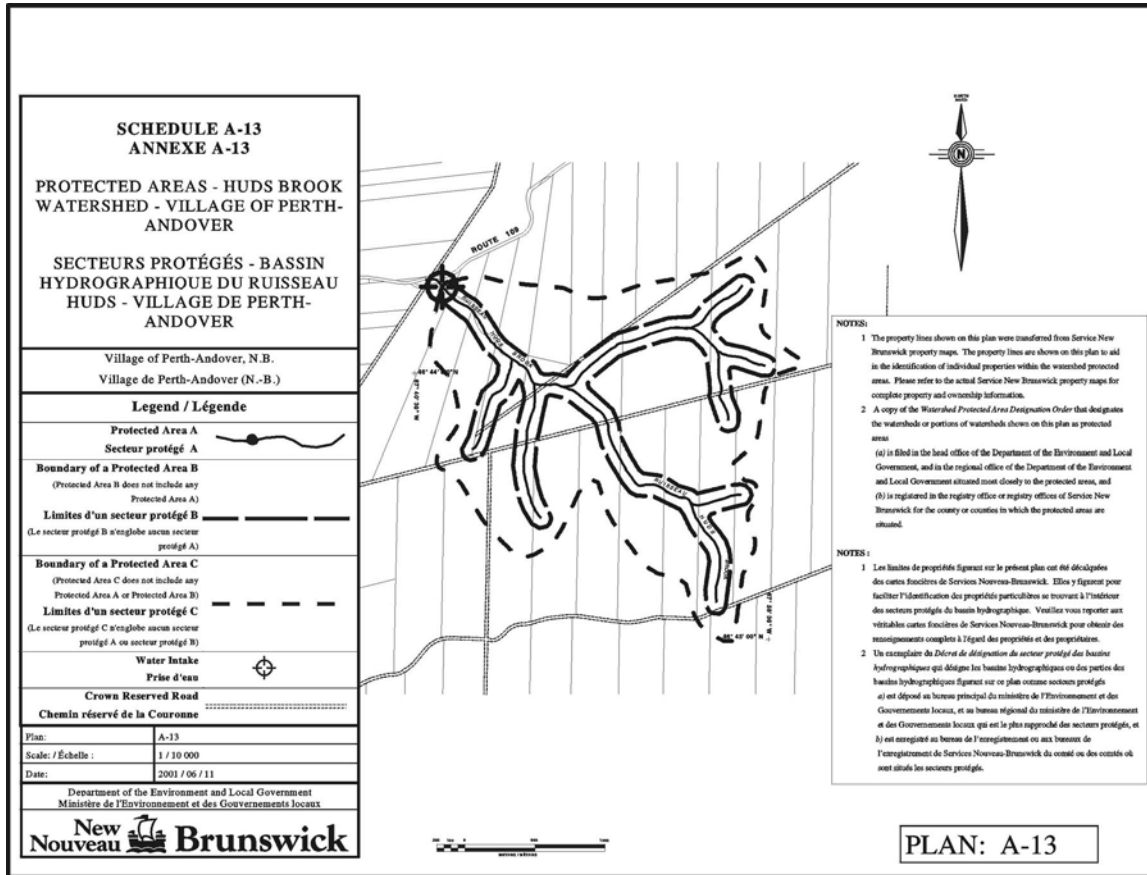 SCHEDULE A-13
ANNEXE A-13
PROTECTED AREAS - HUDS BROOK
WATERSHED - VILLAGE OF PERTH-
ANDOVER
SECTEURS PROTÉGÉS - BASSIN
HYDROGRAPHIQUE DU RUISSEAU
HUDS - VILLAGE DE PERTH-
ANDOVER
Village of Perth-Andover, N.B.
Village de Perth-Andover (N.-B.)
Legend / Légende
Protected Area A
Secteur protégé A
Boundary of a Protected Area B
(Protected Area B does not include any
Protected Area A)
Limites d'un secteur protégé B
(Le secteur protégé B n'englobe aucun secteur
protégé A)
Boundary of a Protected Area C
(Protected Area C does not include any
Protected Area A or Protected Area B)
Limites d'un secteur protégé C
(Le secteur protégé C n'englobe aucun secteur
protégé A ou secteur protégé B)
Water Intake
Prise d'eau
Crown Reserved Road
Chemin réservé de la Couronne
Plan: A-13
Scale: / Échelle : 1 / 10 000
Date: 2001 / 06 / 11
Department of the Environment and Local Government
Ministère de l'Environnement et des Gouvernements locaux
New
Nouveau Brunswick
ROUTE 109
RUISSEAU
HUDS BROOK
RUISSEAU
HUDS
BROOK
46° 43' 00" N
N
NOTES:
1 The property lines shown on this plan were transferred from Service New
Brunswick property maps. The property lines are shown on this plan to aid
in the identification of individual properties within the watershed protected
areas. Please refer to the actual Service New Brunswick property maps for
complete property and ownership information.
2 A copy of the Watershed Protected Area Designation Order that designates
the watersheds or portions of watersheds shown on this plan as protected
areas
(a) is filed in the head office of the Department of the Environment and Local
Government, and in the regional office of the Department of the Environment
and Local Government situated most closely to the protected areas, and
(b) is registered in the registry office or registry offices of Service New
Brunswick for the county or counties in which the protected areas are
situated.
NOTES :
1 Les limites de propriétés figurant sur le présent plan ont été décalquées
des cartes foncières de Services Nouveau-Brunswick. Elles y figurent pour
faciliter l'identification des propriétés particulières se trouvant à l'intérieur
des secteurs protégés du bassin hydrographique. Veuillez vous reporter aux
véritables cartes foncières de Services Nouveau-Brunswick pour obtenir des
renseignements complets à l'égard des propriétés et des propriétaires.
2 Un exemplaire du Décret de désignation du secteur protégé des bassins
hydrographiques qui désigne les bassins hydrographiques ou des parties des
bassins hydrographiques figurant sur ce plan comme secteurs protégés
a) est déposé au bureau principal du ministère de l'Environnement et des
Gouvernements locaux, et au bureau régional du ministère de l'Environnement
et des Gouvernements locaux qui est le plus rapproché des secteurs protégés, et
b) est enregistré au bureau de l'enregistrement ou aux bureaux de
l'enregistrement de Services Nouveau-Brunswick du comté ou des comtés où
sont situés les secteurs protégés.
PLAN: A-13